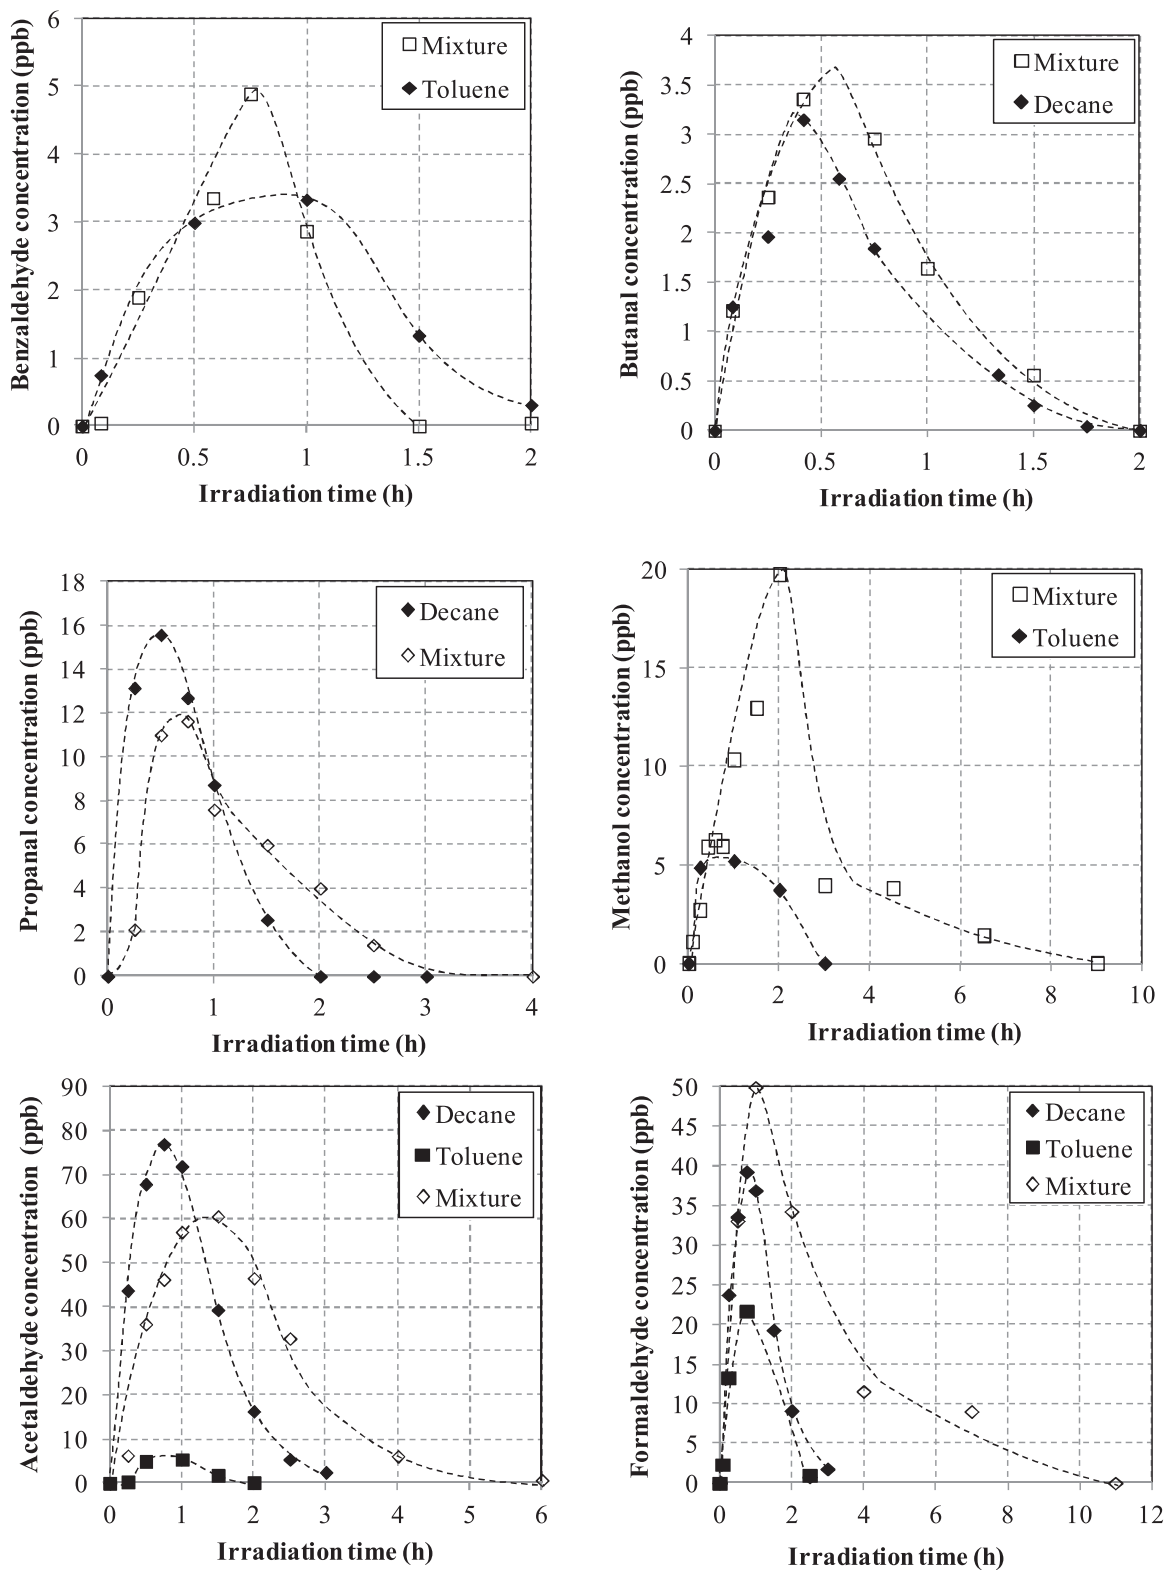 Benzaldehyde concentration (ppb)
6
5
4
3
2
1
0
0 0.5 1 1.5 2
Irradiation time (h)
Mixture
Toluene
Butanal concentration (ppb)
4
3.5
3
2.5
2
1.5
1
0.5
0
0 0.5 1 1.5 2
Irradiation time (h)
Mixture
Decane
Propanal concentration (ppb)
18
16
14
12
10
8
6
4
2
0
0 1 2 3 4
Irradiation time (h)
Decane
Mixture
Methanol concentration (ppb)
20
15
10
5
0
0 2 4 6 8 10
Irradiation time (h)
Mixture
Toluene
Acetaldehyde concentration (ppb)
90
80
70
60
50
40
30
20
10
0
0 1 2 3 4 5 6
Irradiation time (h)
Decane
Toluene
Mixture
Formaldehyde concentration (ppb)
50
45
40
35
30
25
20
15
10
5
0
0 2 4 6 8 10 12
Irradiation time (h)
Decane
Toluene
Mixture